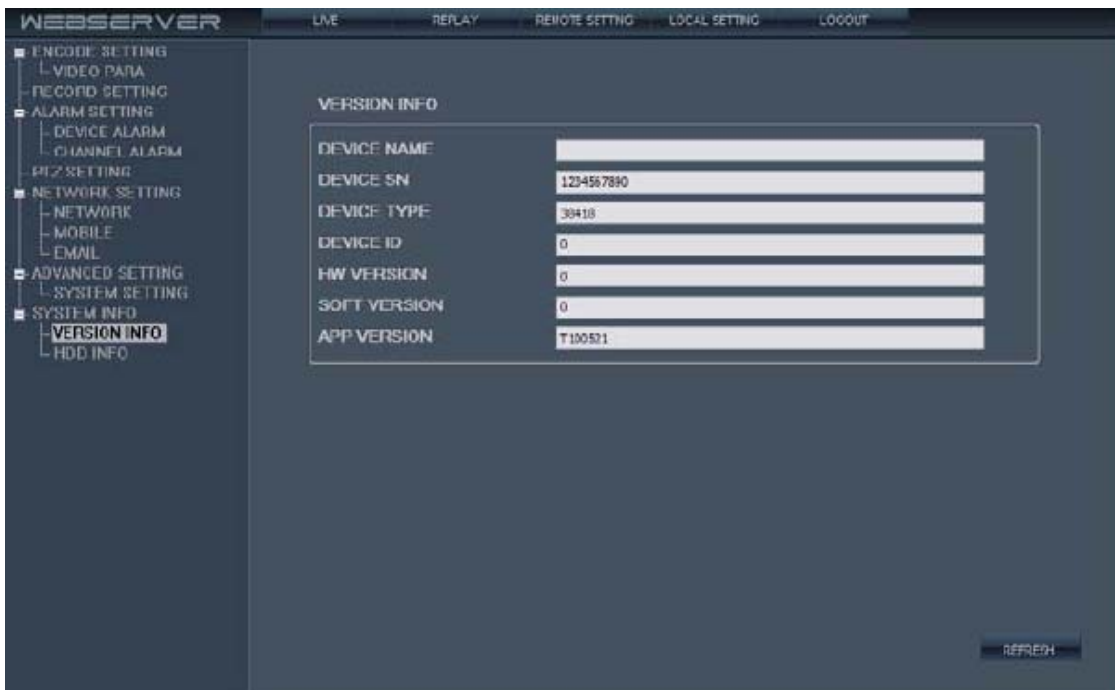 WEBSERVER
LIVE REPLAY REMOTE SETTING LOCAL SETTING LOGOUT
ENCODE SETTING
VIDEO PARA
RECORD SETTING
ALARM SETTING
DEVICE ALARM
CHANNEL ALARM
PTZ SETTING
NETWORK SETTING
NETWORK
MOBILE
EMAIL
ADVANCED SETTING
SYSTEM SETTING
SYSTEM INFO
VERSION INFO
HDD INFO
VERSION INFO
DEVICE NAME
DEVICE SN 1234567890
DEVICE TYPE 38418
DEVICE ID 0
HW VERSION 0
SOFT VERSION 0
APP VERSION T100521
REFRESH